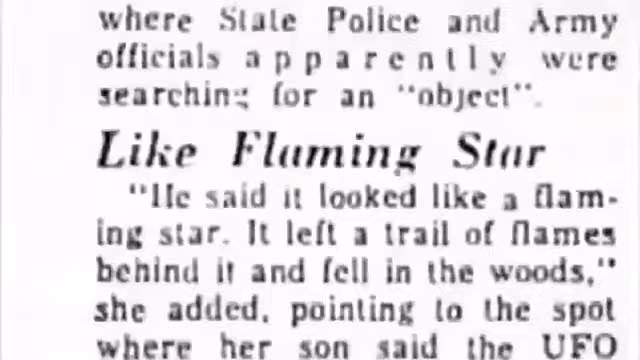 where State Police and Army
officials apparently were
searching for an "object".
Like Flaming Star
"He said it looked like a flam-
ing star. It left a trail of flames
behind it and fell in the woods,"
she added, pointing to the spot
where her son said the UFO